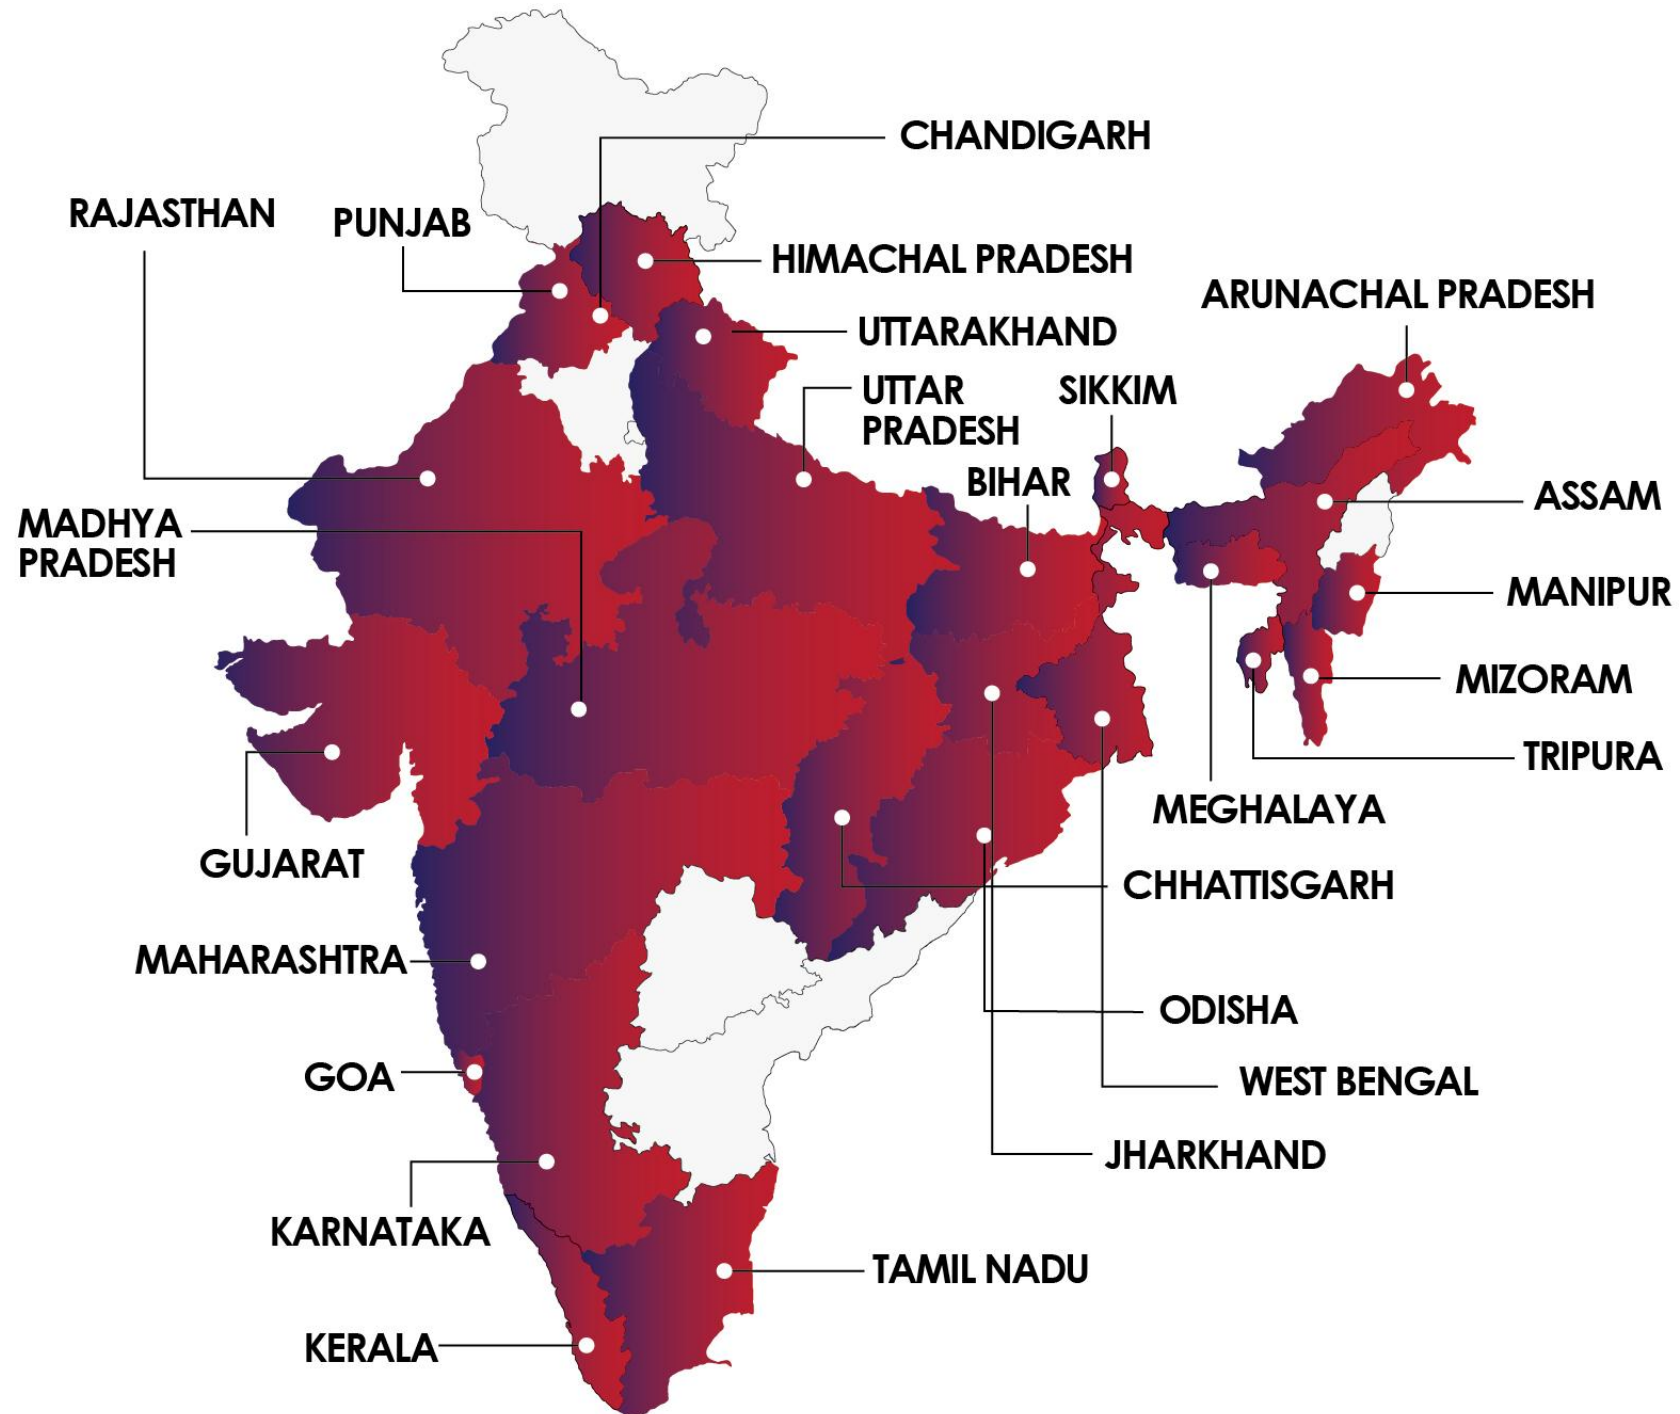 CHANDIGARH
RAJASTHAN
PUNJAB
HIMACHAL PRADESH
ARUNACHAL PRADESH
UTTARAKHAND
UTTAR
PRADESH
SIKKIM
BIHAR
ASSAM
MADHYA
PRADESH
MANIPUR
MIZORAM
TRIPURA
MEGHALAYA
GUJARAT
CHHATTISGARH
MAHARASHTRA
ODISHA
GOA
WEST BENGAL
JHARKHAND
KARNATAKA
TAMIL NADU
KERALA